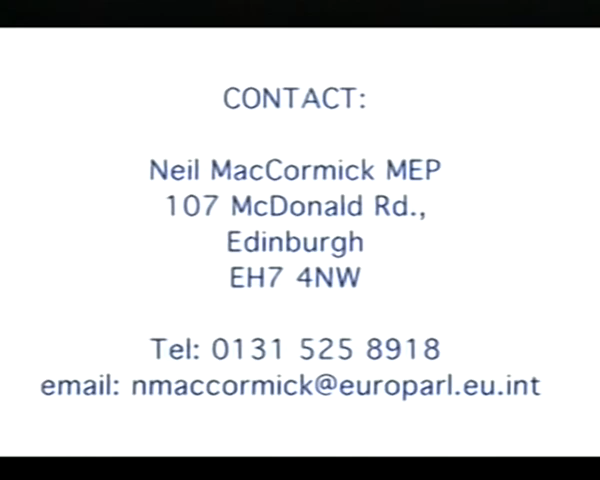 CONTACT:
Neil MacCormick MEP
107 McDonald Rd.,
Edinburgh
EH7 4NW
Tel: 0131 525 8918
email: nmaccormick@europarl.eu.int